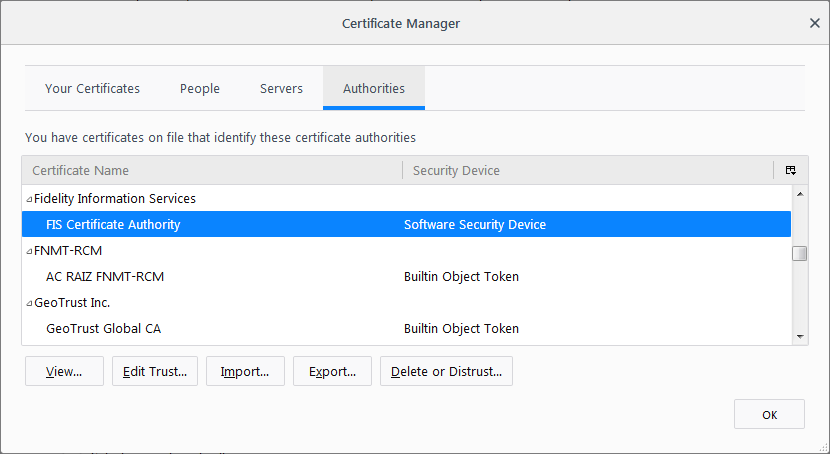 Certificate Manager
Your Certificates People Servers Authorities
You have certificates on file that identify these certificate authorities
Certificate Name Security Device
Fidelity Information Services
FIS Certificate Authority Software Security Device
FNMT-RCM
AC RAIZ FNMT-RCM Builtin Object Token
GeoTrust Inc.
GeoTrust Global CA Builtin Object Token
View... Edit Trust... Import... Export... Delete or Distrust...
OK